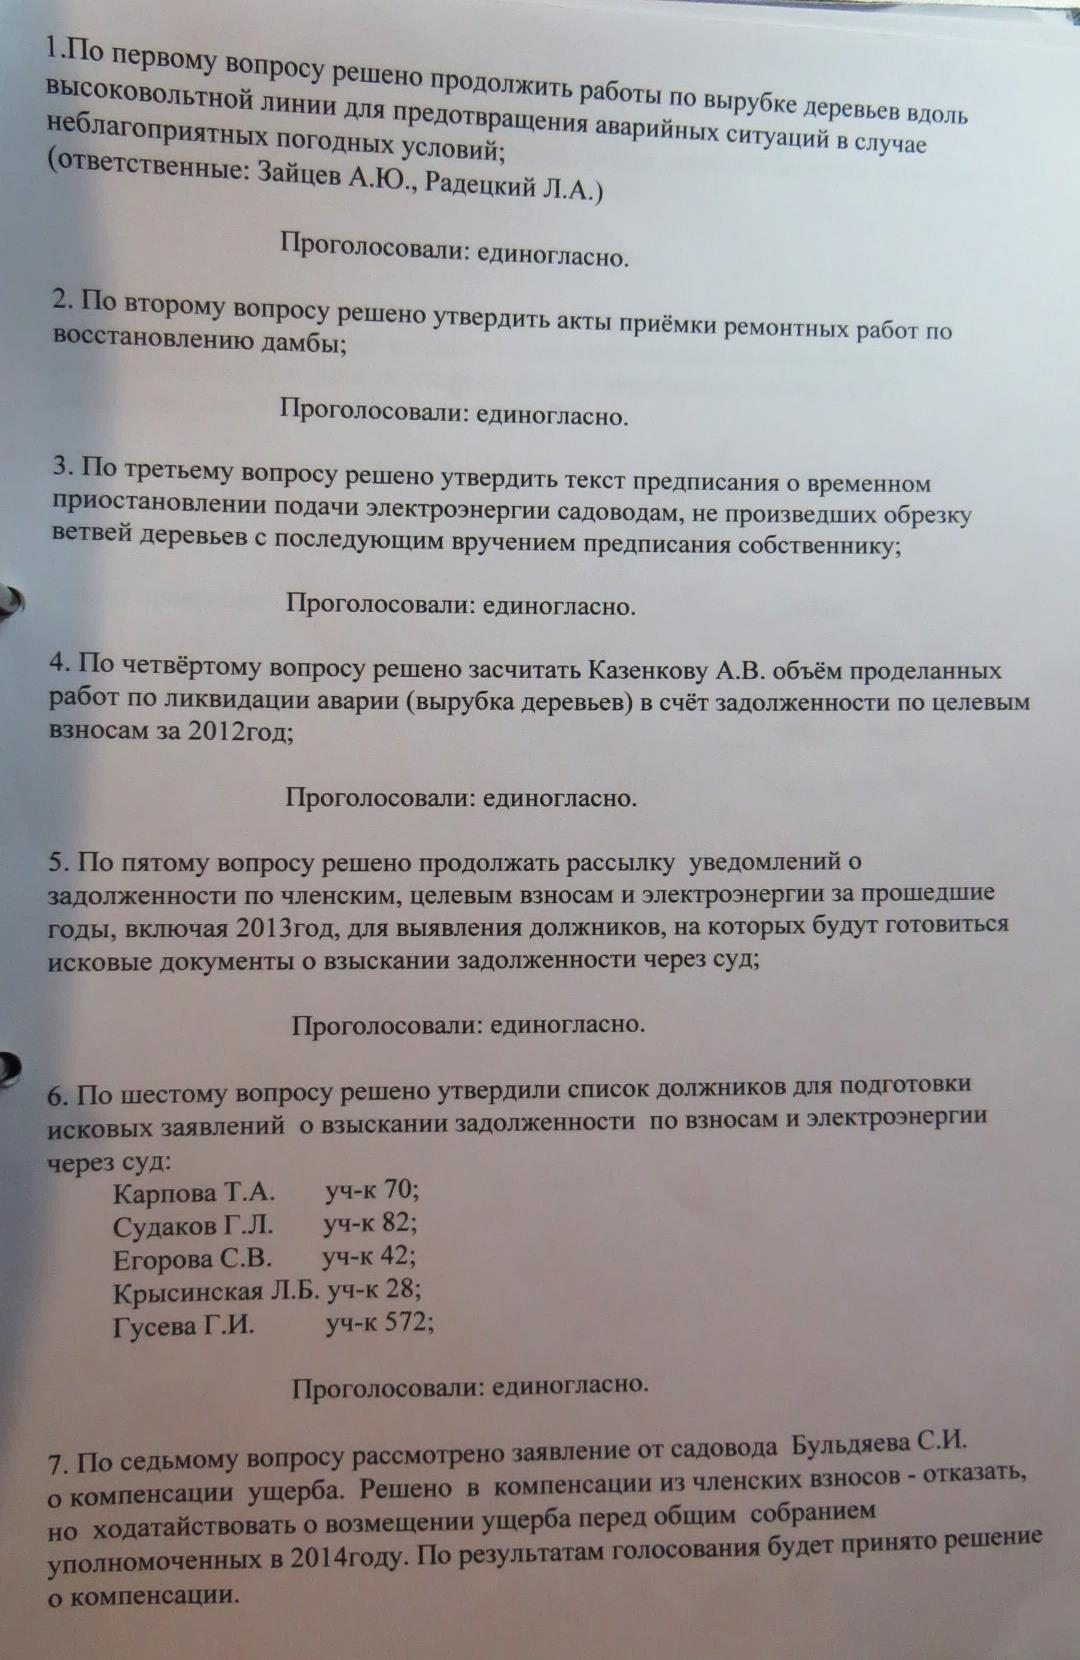 1.По первому вопросу решено продолжить работы по вырубке деревьев вдоль
высоковольтной линии для предотвращения аварийных ситуаций в случае
неблагоприятных погодных условий;
(ответственные: Зайцев А.Ю., Радецкий Л.А.)
Проголосовали: единогласно.
2. По второму вопросу решено утвердить акты приёмки ремонтных работ по
восстановлению дамбы;
Проголосовали: единогласно.
3. По третьему вопросу решено утвердить текст предписания о временном
приостановлении подачи электроэнергии садоводам, не произведших обрезку
ветвей деревьев с последующим вручением предписания собственнику;
Проголосовали: единогласно.
4. По четвёртому вопросу решено засчитать Казенкову А.В. объём проделанных
работ по ликвидации аварии (вырубка деревьев) в счёт задолженности по целевым
взносам за 2012год;
Проголосовали: единогласно.
5. По пятому вопросу решено продолжать рассылку уведомлений о
задолженности по членским, целевым взносам и электроэнергии за прошедшие
годы, включая 2013год, для выявления должников, на которых будут готовиться
исковые документы о взыскании задолженности через суд;
Проголосовали: единогласно.
6. По шестому вопросу решено утвердили список должников для подготовки
исковых заявлений о взыскании задолженности по взносам и электроэнергии
через суд:
Карпова Т.А. уч-к 70;
Судаков Г.Л. уч-к 82;
Егорова С.В. уч-к 42;
Крысинская Л.Б. уч-к 28;
Гусева Г.И. уч-к 572;
Проголосовали: единогласно.
7. По седьмому вопросу рассмотрено заявление от садовода Бульдяева С.И.
о компенсации ущерба. Решено в компенсации из членских взносов - отказать,
но ходатайствовать о возмещении ущерба перед общим собранием
уполномоченных в 2014году. По результатам голосования будет принято решение
о компенсации.